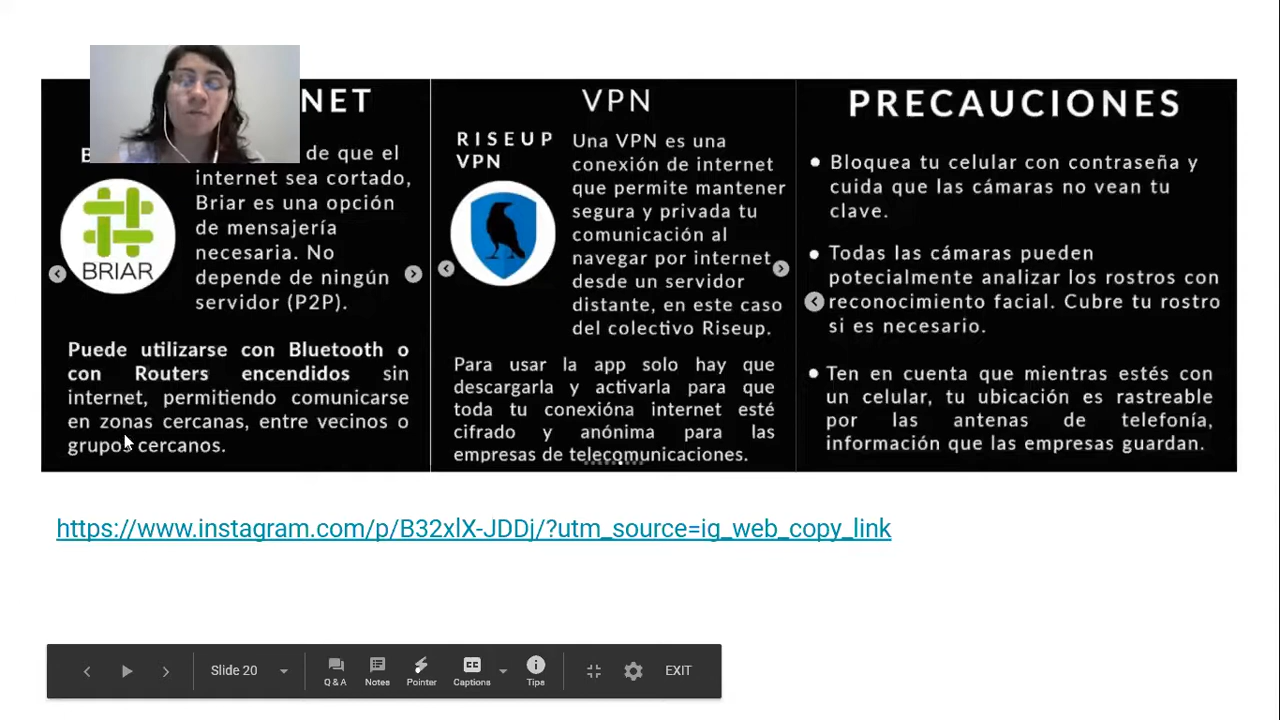 NET
de que el
internet sea cortado,
Briar es una opción
de mensajería
necesaria. No
depende de ningún
servidor (P2P).
BRIAR
Puede utilizarse con Bluetooth o
con Routers encendidos sin
internet, permitiendo comunicarse
en zonas cercanas, entre vecinos o
grupos cercanos.
VPN
RISEUP
VPN
Una VPN es una
conexión de internet
que permite mantener
segura y privada tu
comunicación al
navegar por internet
desde un servidor
distante, en este caso
del colectivo Riseup.
Para usar la app solo hay que
descargarla y activarla para que
toda tu conexióna internet esté
cifrado y anónima para las
empresas de telecomunicaciones.
PRECAUCIONES
Bloquea tu celular con contraseña y
cuida que las cámaras no vean tu
clave.
Todas las cámaras pueden
potecialmente analizar los rostros con
reconocimiento facial. Cubre tu rostro
si es necesario.
Ten en cuenta que mientras estés con
un celular, tu ubicación es rastreable
por las antenas de telefonía,
información que las empresas guardan.
https://www.instagram.com/p/B32xlX-JDDj/?utm_source=ig_web_copy_link
Slide 20
Q & A
Notes
Pointer
Captions
Tips
EXIT